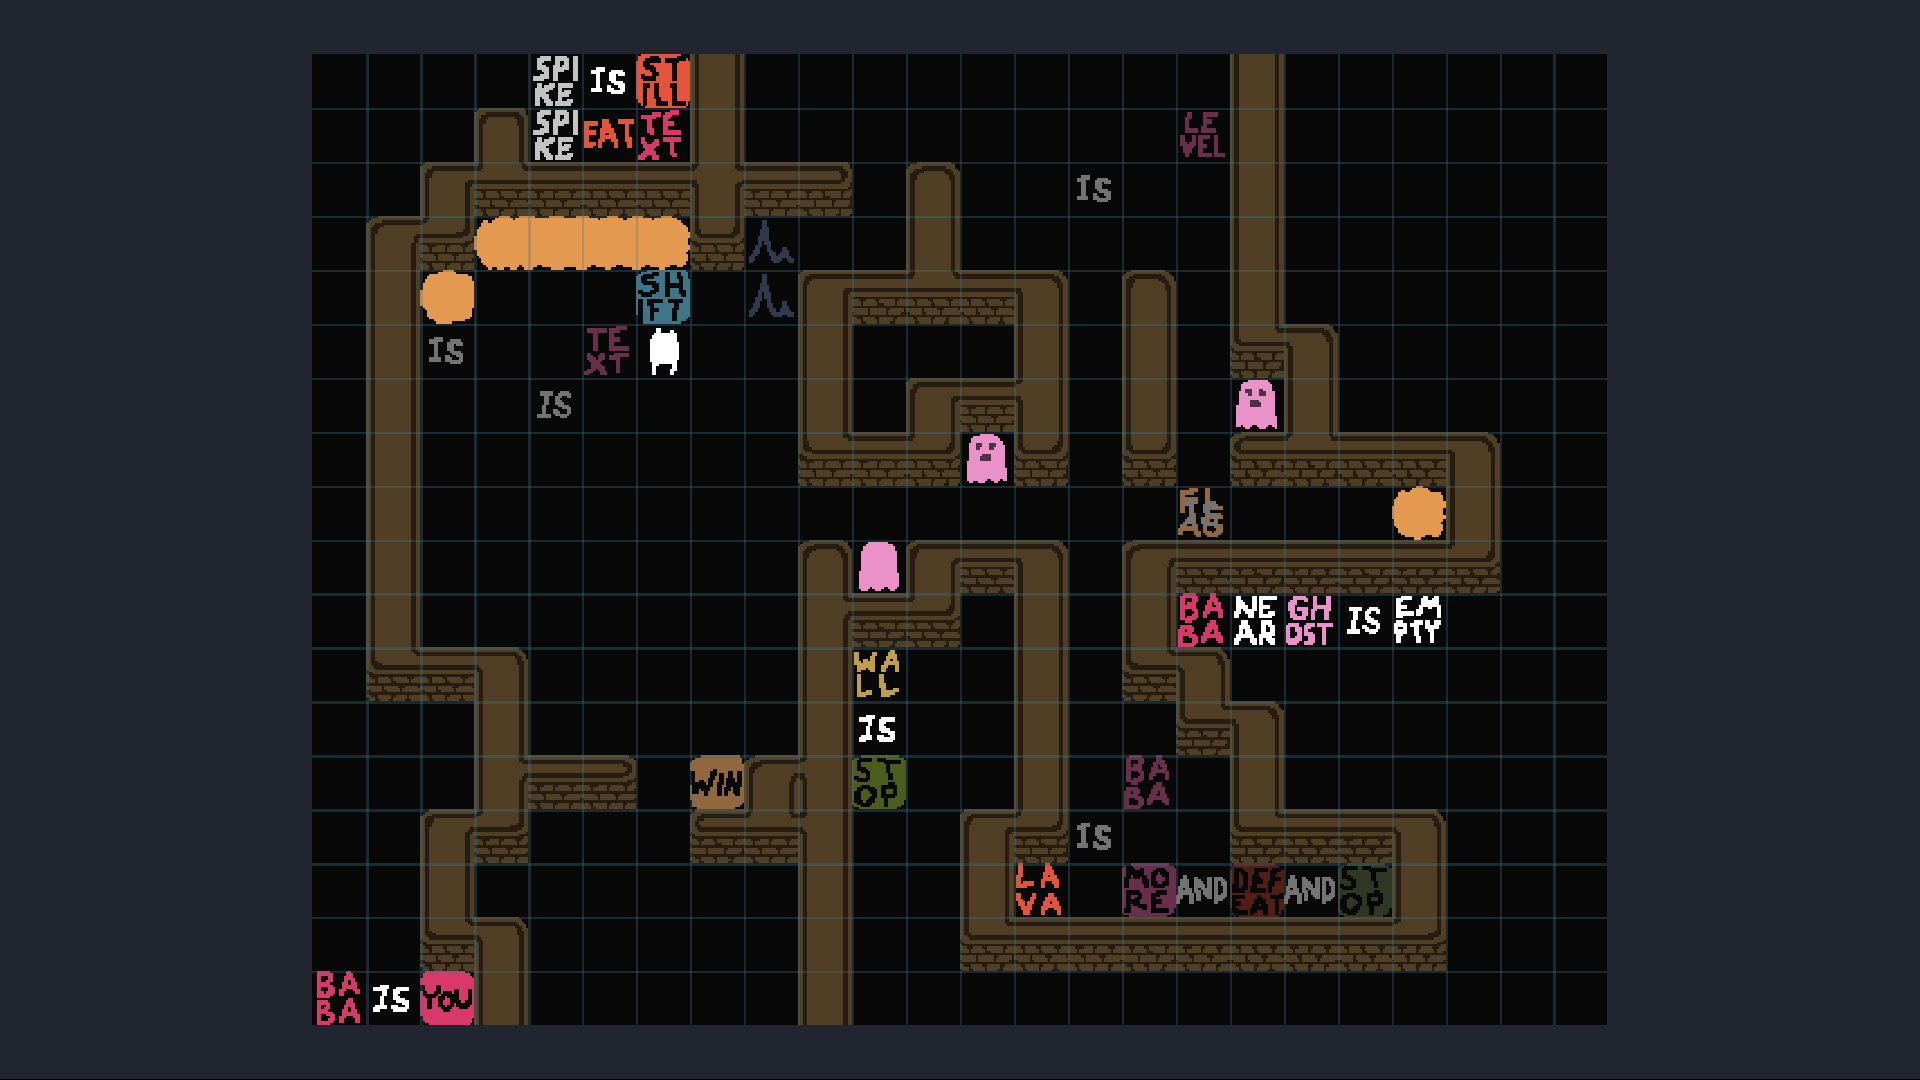 SPIKE IS STILL
SPIKE EAT TEXT
LEVEL
IS
SHIFT
IS
TEXT
IS
FLAG
IS
BABA NEAR GHOST IS EMPTY
WALL
IS
WIN
STOP
BABA
IS
LAVA
MORE AND DEFEAT AND STOP
BABA IS YOU